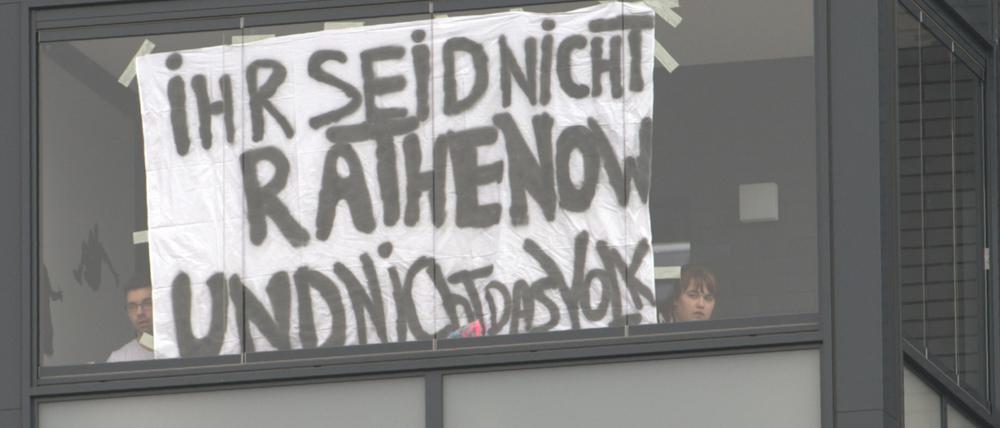 iHR SEiD NiCHT
RATHENOW
UND NiCHT DAS VOLK